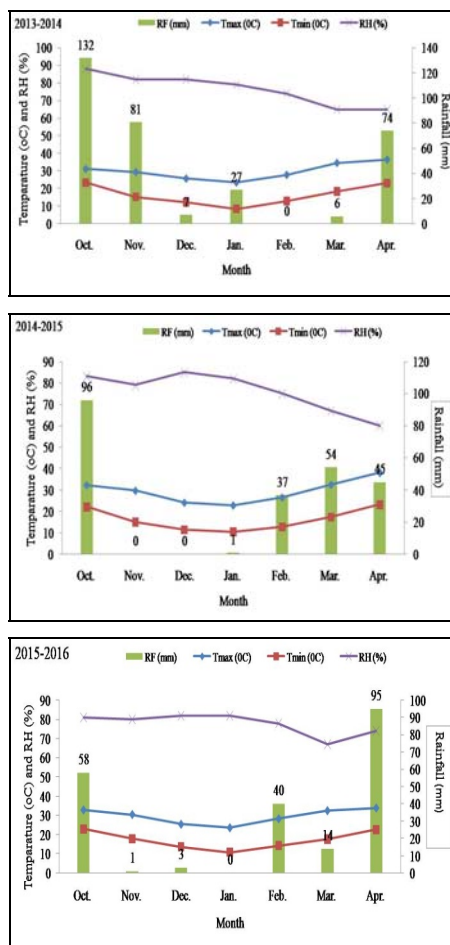 2013-2014
RF (mm) Tmax (0C) Tmin (0C) RH (%)
Temparature (oC) and RH (%)
100 90 80 70 60 50 40 30 20 10 0
132 81 7 27 0 6 74
140 120 100 80 60 40 20 0
Rainfall (mm)
Oct. Nov. Dec. Jan. Feb. Mar. Apr.
Month
2014-2015
RF (mm) Tmax (0C) Tmin (0C) RH (%)
Temparature (oC) and RH (%)
90 80 70 60 50 40 30 20 10 0
96 0 0 1 37 54 45
120 100 80 60 40 20 0
Rainfall (mm)
Oct. Nov. Dec. Jan. Feb. Mar. Apr.
Month
2015-2016
RF (mm) Tmax (0C) Tmin (0C) RH (%)
Temparature (oC) and RH (%)
90 80 70 60 50 40 30 20 10 0
58 1 3 0 40 14 95
100 90 80 70 60 50 40 30 20 10 0
Rainfall (mm)
Oct. Nov. Dec. Jan. Feb. Mar. Apr.
Month